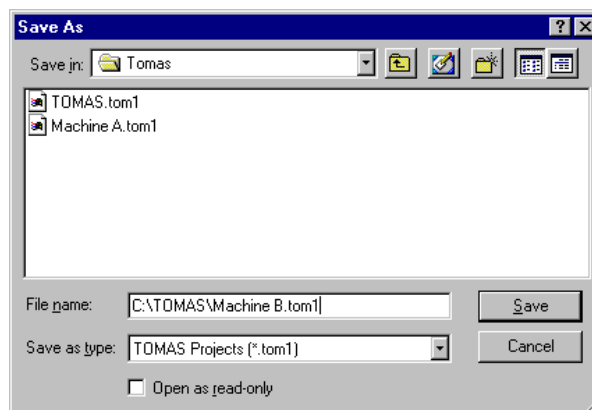 Save As
Save in: Tomas
TOMAS.tom1
Machine A.tom1
File name: C:\TOMAS\Machine B.tom1 Save
Save as type: TOMAS Projects (*.tom1) Cancel
Open as read-only